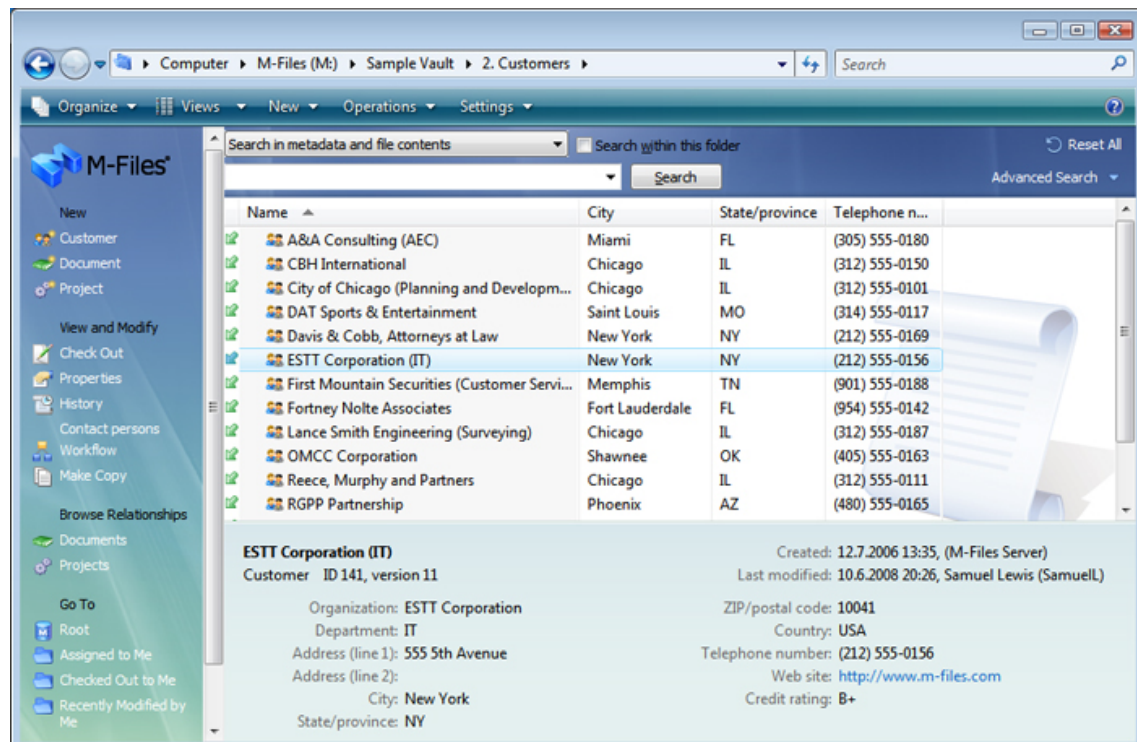 Computer M-Files (M:) Sample Vault 2. Customers Search
Organize Views New Operations Settings
M-Files
New
Customer
Document
Project
View and Modify
Check Out
Properties
History
Contact persons
Workflow
Make Copy
Browse Relationships
Documents
Projects
Go To
Root
Assigned to Me
Checked Out to Me
Recently Modified by
Me
Search in metadata and file contents Search within this folder Reset All
Search Advanced Search
Name City State/province Telephone n...
A&A Consulting (AEC) Miami FL (305) 555-0180
CBH International Chicago IL (312) 555-0150
City of Chicago (Planning and Developm... Chicago IL (312) 555-0101
DAT Sports & Entertainment Saint Louis MO (314) 555-0117
Davis & Cobb, Attorneys at Law New York NY (212) 555-0169
ESTT Corporation (IT) New York NY (212) 555-0156
First Mountain Securities (Customer Servi... Memphis TN (901) 555-0188
Fortney Nolte Associates Fort Lauderdale FL (954) 555-0142
Lance Smith Engineering (Surveying) Chicago IL (312) 555-0187
OMCC Corporation Shawnee OK (405) 555-0163
Reece, Murphy and Partners Chicago IL (312) 555-0111
RGPP Partnership Phoenix AZ (480) 555-0165
ESTT Corporation (IT) Created: 12.7.2006 13:35, (M-Files Server)
Customer ID 141, version 11 Last modified: 10.6.2008 20:26, Samuel Lewis (SamuelL)
Organization: ESTT Corporation ZIP/postal code: 10041
Department: IT Country: USA
Address (line 1): 555 5th Avenue Telephone number: (212) 555-0156
Address (line 2): Web site: http://www.m-files.com
City: New York Credit rating: B+
State/province: NY